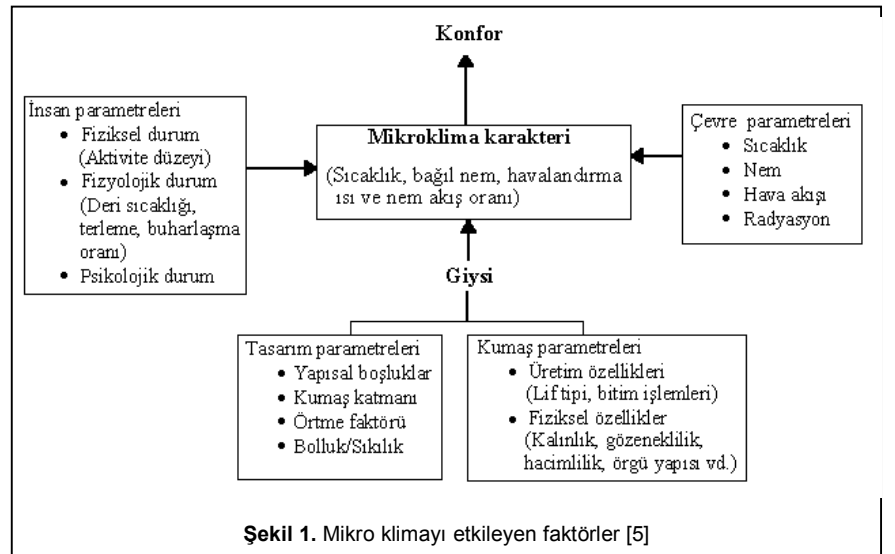 Konfor
İnsan parametreleri
• Fiziksel durum
(Aktivite düzeyi)
• Fizyolojik durum
(Deri sıcaklığı,
terleme, buharlaşma
oranı)
• Psikolojik durum
Mikroklima karakteri
(Sıcaklık, bağıl nem, havalandırma
ısı ve nem akış oranı)
Çevre parametreleri
• Sıcaklık
• Nem
• Hava akışı
• Radyasyon
Giysi
Tasarım parametreleri
• Yapısal boşluklar
• Kumaş katmanı
• Örtme faktörü
• Bolluk/Sıkılık
Kumaş parametreleri
• Üretim özellikleri
(Lif tipi, bitim işlemleri)
• Fiziksel özellikler
(Kalınlık, gözeneklilik,
hacimlilik, örgü yapısı vd.)
Şekil 1. Mikro klimayı etkileyen faktörler [5]